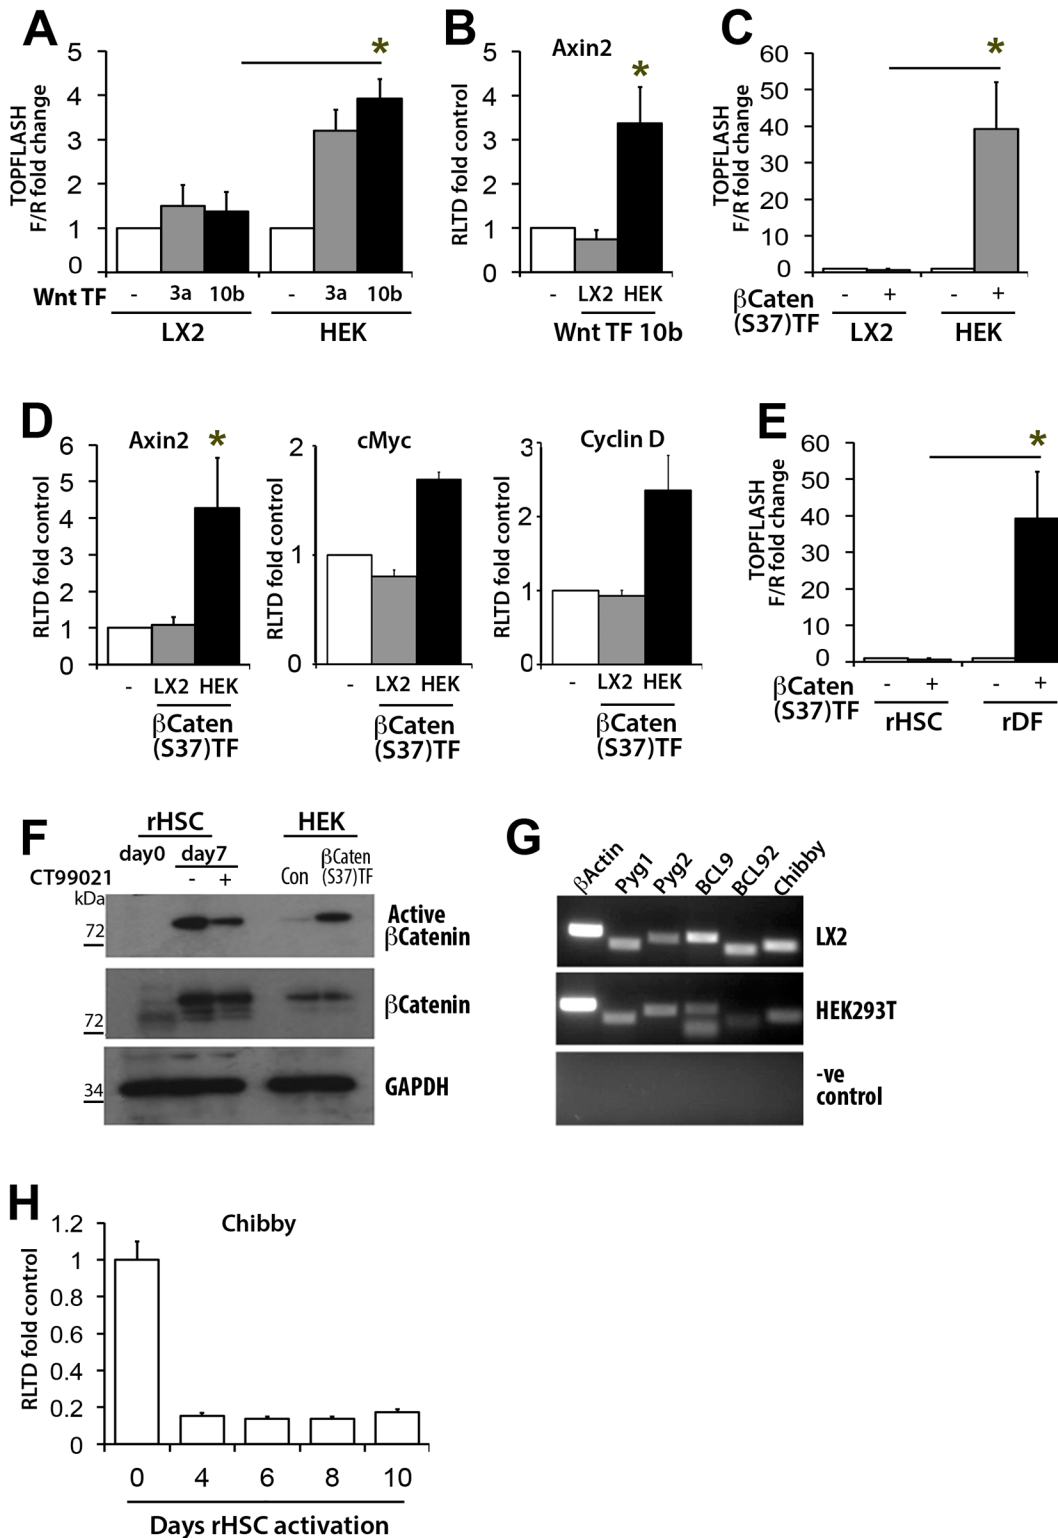 A
TOPFLASH
F/R fold change
5
4
3
2
1
0
*
Wnt TF
- 3a 10b - 3a 10b
LX2 HEK
B
Axin2
RLTD fold control
5
4
3
2
1
0
*
- LX2 HEK
Wnt TF 10b
C
TOPFLASH
F/R fold change
60
50
40
30
20
10
0
*
βCaten
(S37)TF
- + - +
LX2 HEK
D
Axin2
RLTD fold control
6
5
4
3
2
1
0
*
- LX2 HEK
βCaten
(S37)TF
cMyc
RLTD fold control
2
1
0
- LX2 HEK
βCaten
(S37)TF
Cyclin D
RLTD fold control
3
2
1
0
- LX2 HEK
βCaten
(S37)TF
E
TOPFLASH
F/R fold change
60
50
40
30
20
10
0
*
βCaten
(S37)TF
- + - +
rHSC rDF
F
rHSC HEK
day0 day7
CT99021 - + Con βCaten
(S37)TF
kDa
72
Active
βCatenin
72
βCatenin
34
GAPDH
G
βActin
Pyg1
Pyg2
BCL9
BCL92
Chibby
LX2
HEK293T
-ve
control
H
Chibby
RLTD fold control
1.2
1
0.8
0.6
0.4
0.2
0
0 4 6 8 10
Days rHSC activation